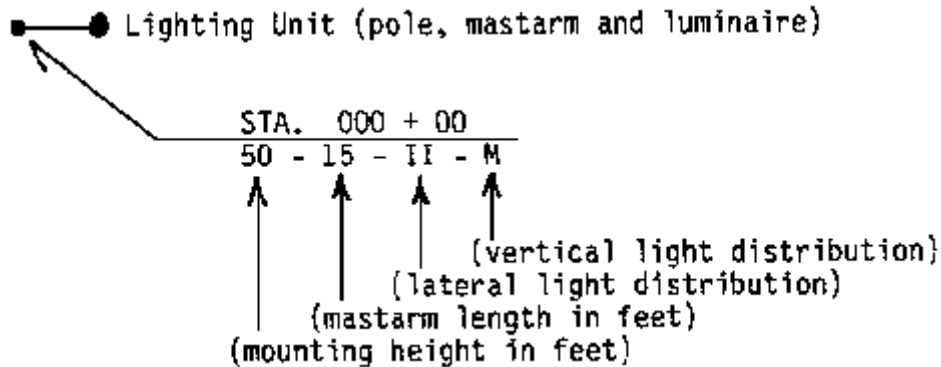 Lighting Unit (pole, mastarm and luminaire)
STA. 000 + 00
50 - 15 - II - M
(vertical light distribution)
(lateral light distribution)
(mastarm length in feet)
(mounting height in feet)